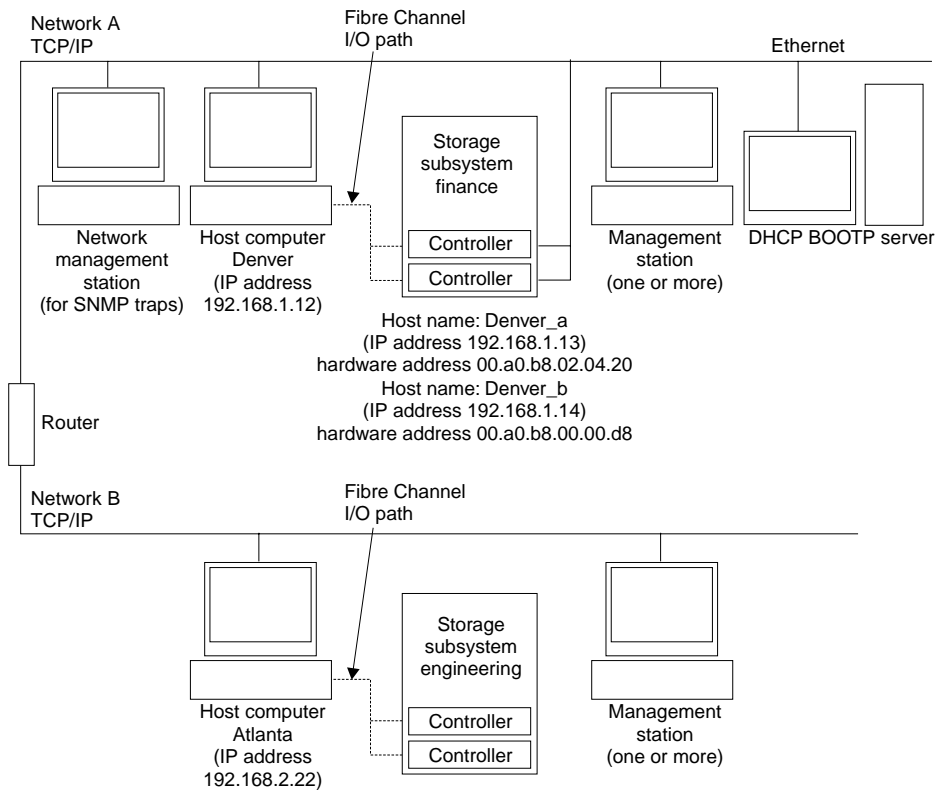 Network A
TCP/IP
Fibre Channel
I/O path
Ethernet
Storage
subsystem
finance
Controller
Controller
Network
management
station
(for SNMP traps)
Host computer
Denver
(IP address
192.168.1.12)
Management
station
(one or more)
DHCP BOOTP server
Host name: Denver_a
(IP address 192.168.1.13)
hardware address 00.a0.b8.02.04.20
Host name: Denver_b
(IP address 192.168.1.14)
hardware address 00.a0.b8.00.00.d8
Router
Network B
TCP/IP
Fibre Channel
I/O path
Storage
subsystem
engineering
Controller
Controller
Host computer
Atlanta
(IP address
192.168.2.22)
Management
station
(one or more)